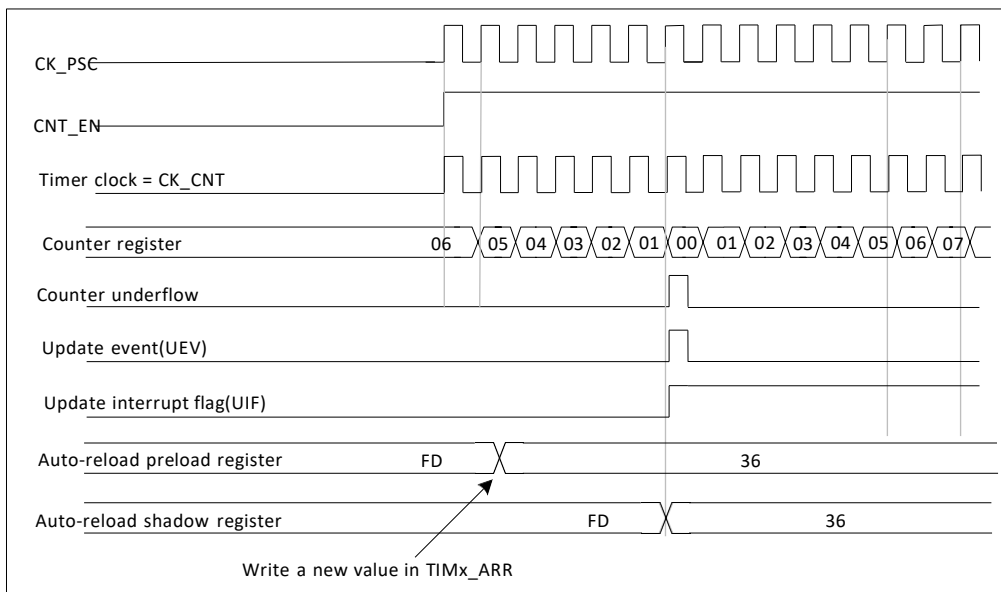 CK_PSC
CNT_EN
Timer clock = CK_CNT
Counter register 06 05 04 03 02 01 00 01 02 03 04 05 06 07
Counter underflow
Update event(UEV)
Update interrupt flag(UIF)
Auto-reload preload register FD 36
Auto-reload shadow register FD 36
Write a new value in TIMx_ARR